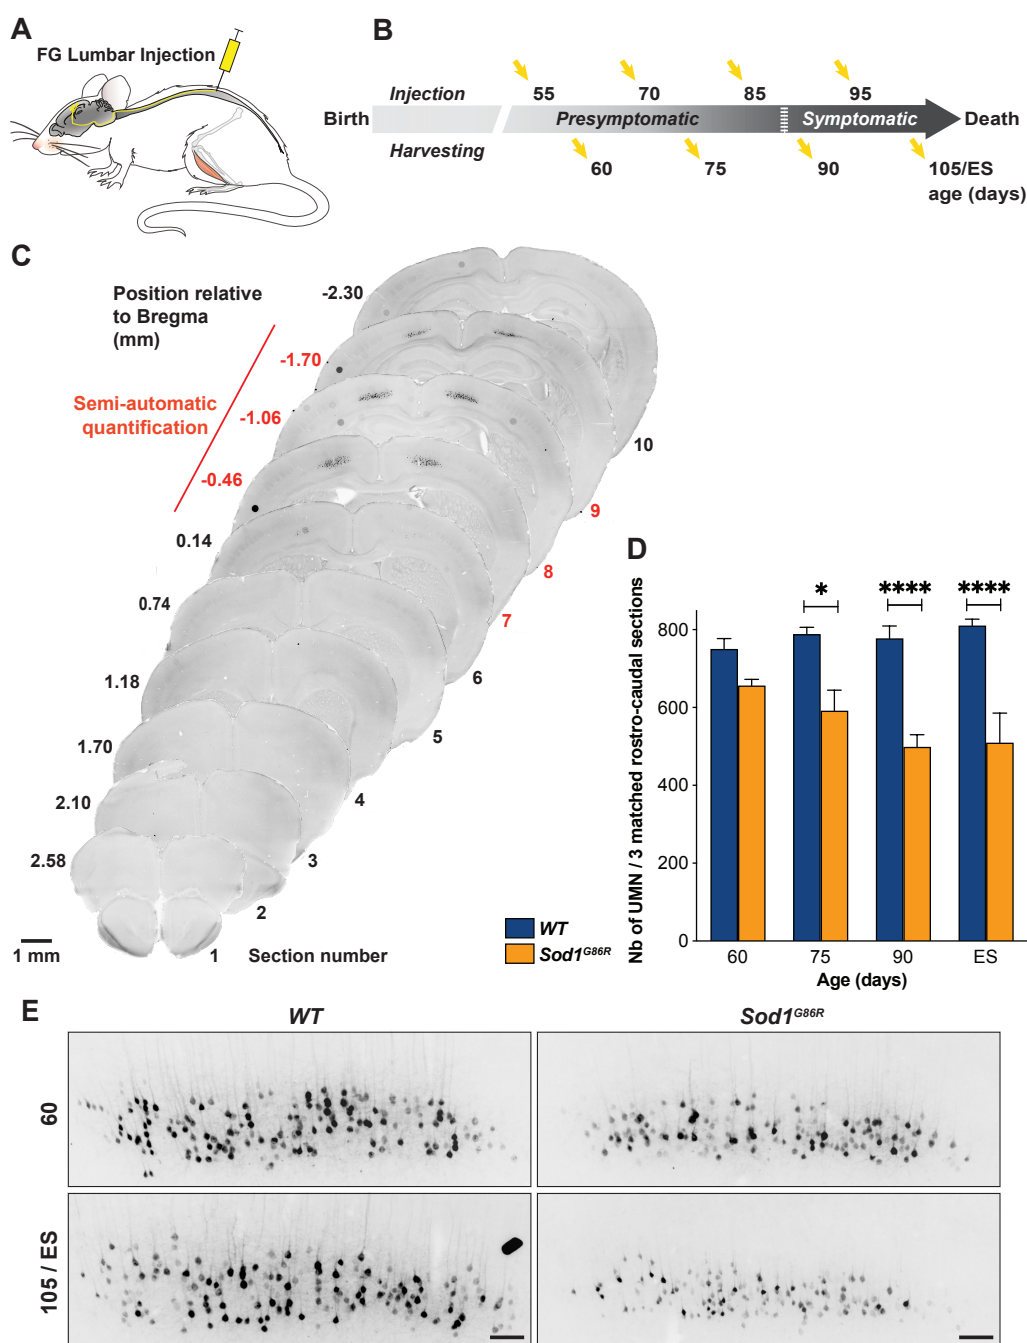 A
FG Lumbar Injection
B
55 70 85 95
Injection
Birth
Presymptomatic
Symptomatic
Death
Harvesting
60 75 90 105/ES
age (days)
C
Position relative
to Bregma
(mm)
Semi-automatic
quantification
-2.30
-1.70
-1.06
-0.46
0.14
0.74
1.18
1.70
2.10
2.58
10
9
8
7
6
5
4
3
2
1
Section number
1 mm
D
Nb of UMN / 3 matched rostro-caudal sections
* **** ****
800
600
400
200
0
60 75 90 ES
Age (days)
WT
Sod1G86R
E
WT
Sod1G86R
60
105 / ES